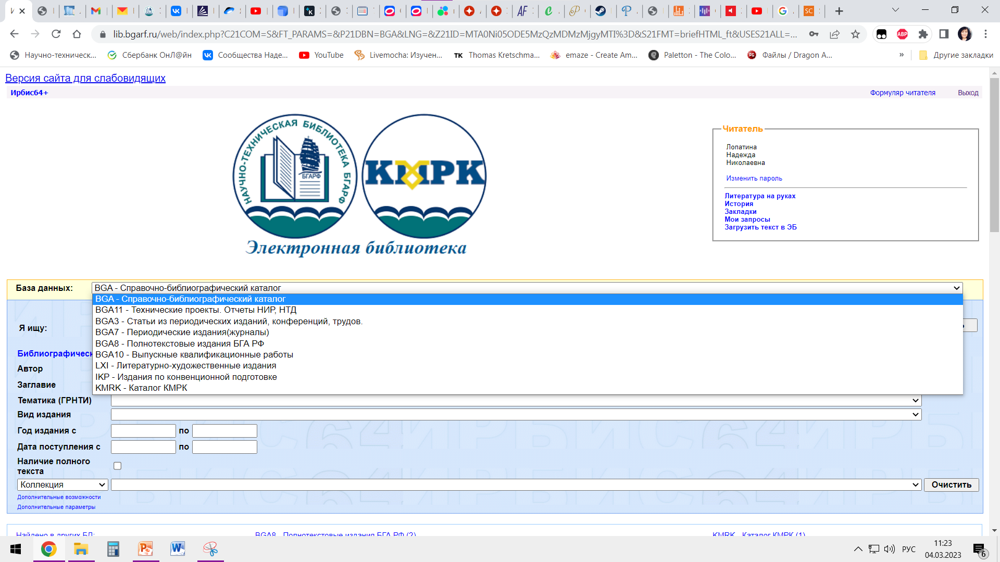 lib.bgarf.ru/web/index.php?C21COM=S&FT_PARAMS=&P21DBN=BGA&LNG=&Z21ID=MTA0Ni05ODE5MzQzMDMzMjgyMTI%3D&S21FMT=briefHTML_ft&USES21ALL=...
Научно-техническ...
Сбербанк ОнЛ@йн
Сообщества Наде...
YouTube
Livemocha: Изучен...
Thomas Kretschma...
emaze - Create Am...
Paletton - The Colo...
Файлы / Dragon A...
»
Другие закладки
Версия сайта для слабовидящих
Ирбис64+
Формуляр читателя
Выход
НАУЧНО-ТЕХНИЧЕСКАЯ БИБЛИОТЕКА БГАРФ
БГАРФ
КМРК
Электронная библиотека
Читатель
Лопатина
Надежда
Николаевна
Изменить пароль
Литература на руках
История
Закладки
Мои запросы
Загрузить текст в ЭБ
База данных:
BGA - Справочно-библиографический каталог
BGA - Справочно-библиографический каталог
BGA11 - Технические проекты. Отчеты НИР, НТД
BGA3 - Статьи из периодических изданий, конференций, трудов.
BGA7 - Периодические издания(журналы)
BGA8 - Полнотекстовые издания БГА РФ
BGA10 - Выпускные квалификационные работы
LXI - Литературно-художественные издания
IKP - Издания по конвенционной подготовке
KMRK - Каталог КМРК
Я ищу:
Библиографическ
Автор
Заглавие
Тематика (ГРНТИ)
Вид издания
Год издания с
по
Дата поступления с
по
Наличие полного
текста
Коллекция
Очистить
Дополнительные возможности
Дополнительные параметры
Найдено в других БД:
BGA8 - Полнотекстовые издания БГА РФ (2)
KMRK - Каталог КМРК (1)
РУС
11:23
04.03.2023
6